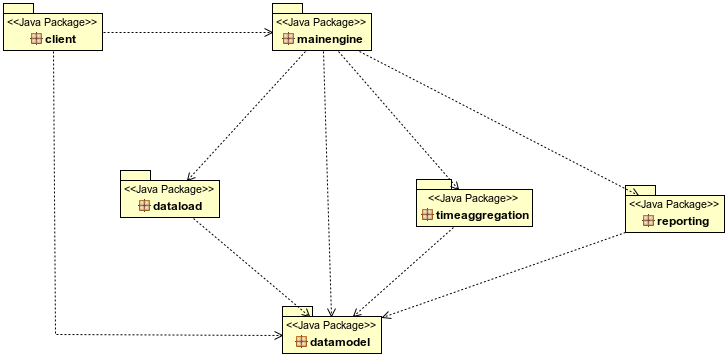 <<Java Package>>
client
<<Java Package>>
mainengine
<<Java Package>>
dataload
<<Java Package>>
timeaggregation
<<Java Package>>
reporting
<<Java Package>>
datamodel